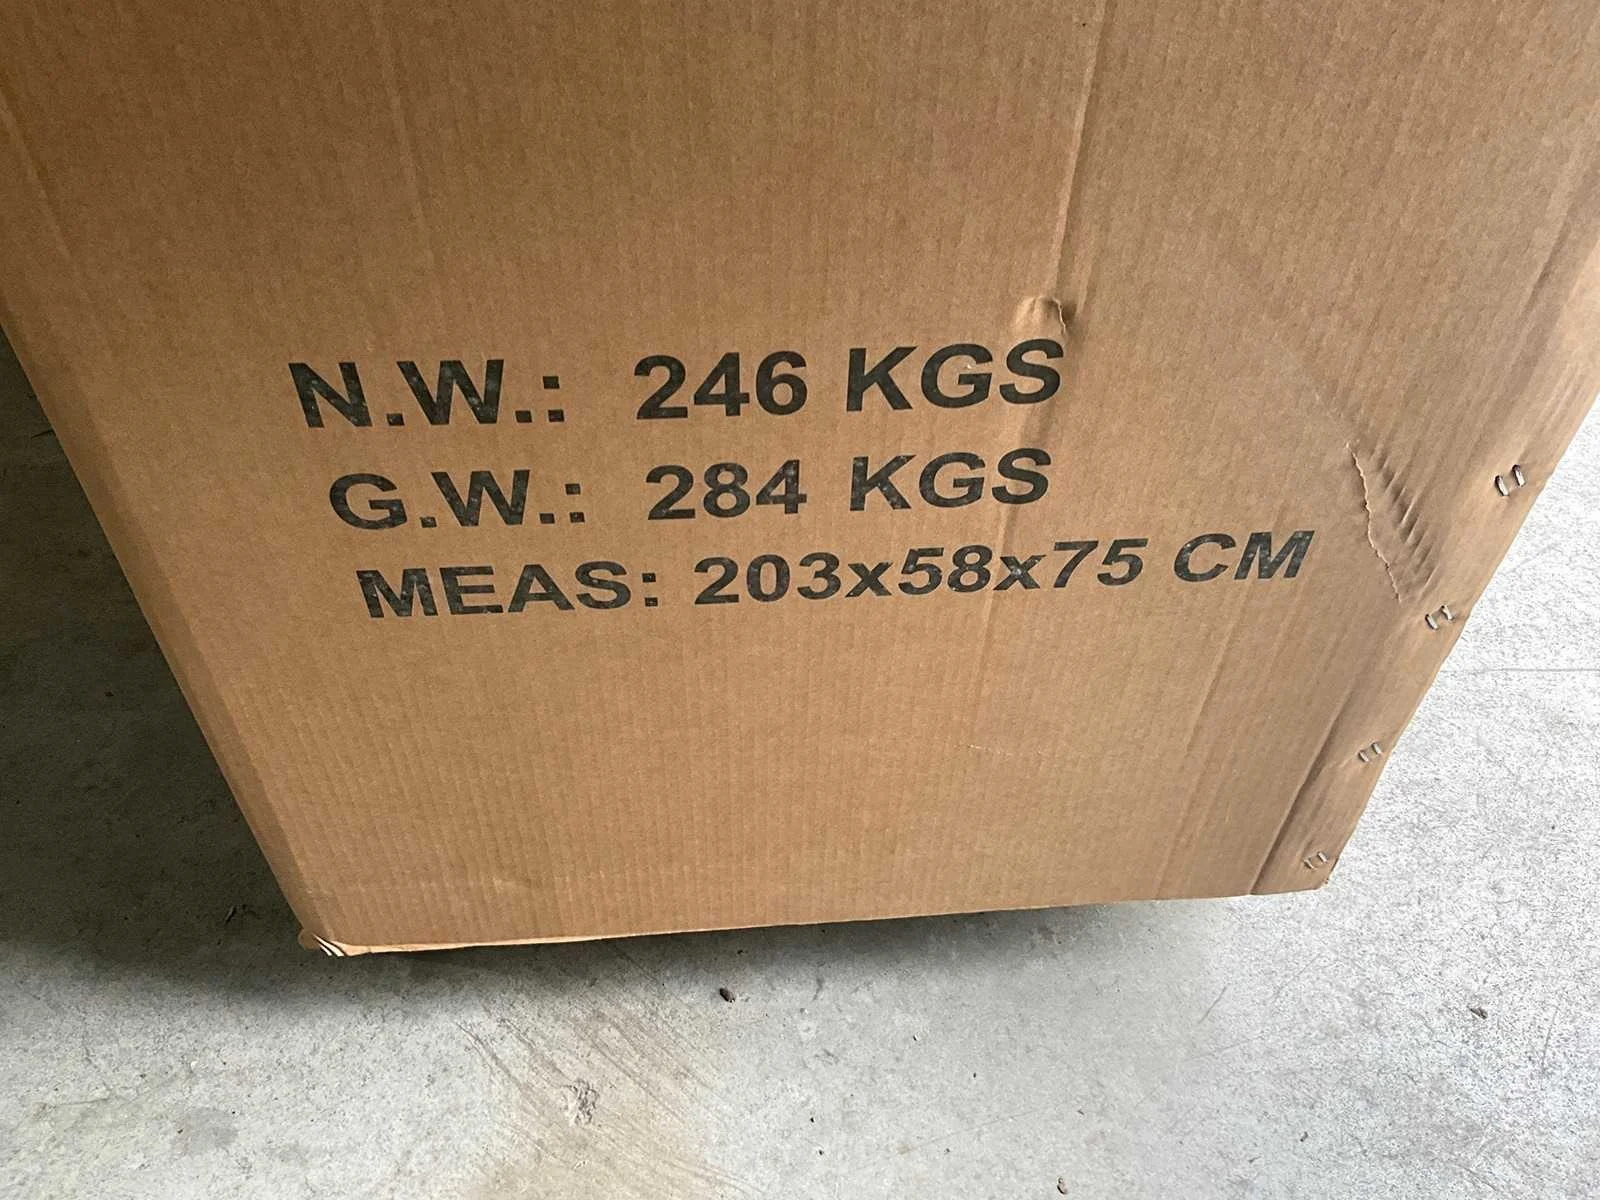 N.W.: 246 KGS
G.W.: 284 KGS
MEAS: 203x58x75 CM